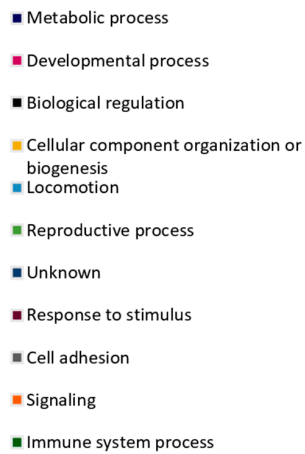 Metabolic process
Developmental process
Biological regulation
Cellular component organization or
biogenesis
Locomotion
Reproductive process
Unknown
Response to stimulus
Cell adhesion
Signaling
Immune system process